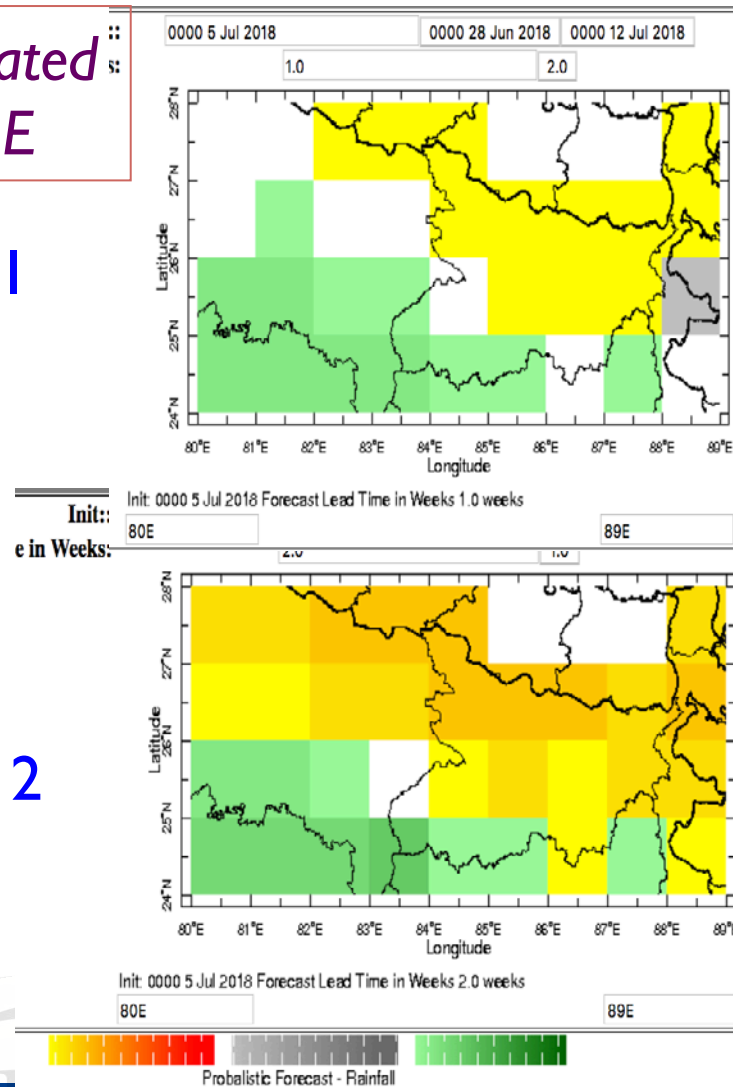 ated
E
::
0000 5 Jul 2018
0000 28 Jun 2018
0000 12 Jul 2018
s:
1.0
2.0
1
28°N
27°N
26°N
25°N
24°N
Latitude
80°E 81°E 82°E 83°E 84°E 85°E 86°E 87°E 88°E 89°E
Longitude
Init: 0000 5 Jul 2018 Forecast Lead Time in Weeks 1.0 weeks
80E
89E
Init::
e in Weeks:
2.0
1.0
2
28°N
27°N
26°N
25°N
24°N
Latitude
80°E 81°E 82°E 83°E 84°E 85°E 86°E 87°E 88°E 89°
Longitude
Init: 0000 5 Jul 2018 Forecast Lead Time in Weeks 2.0 weeks
80E
89E
Probalistic Forecast - Rainfall